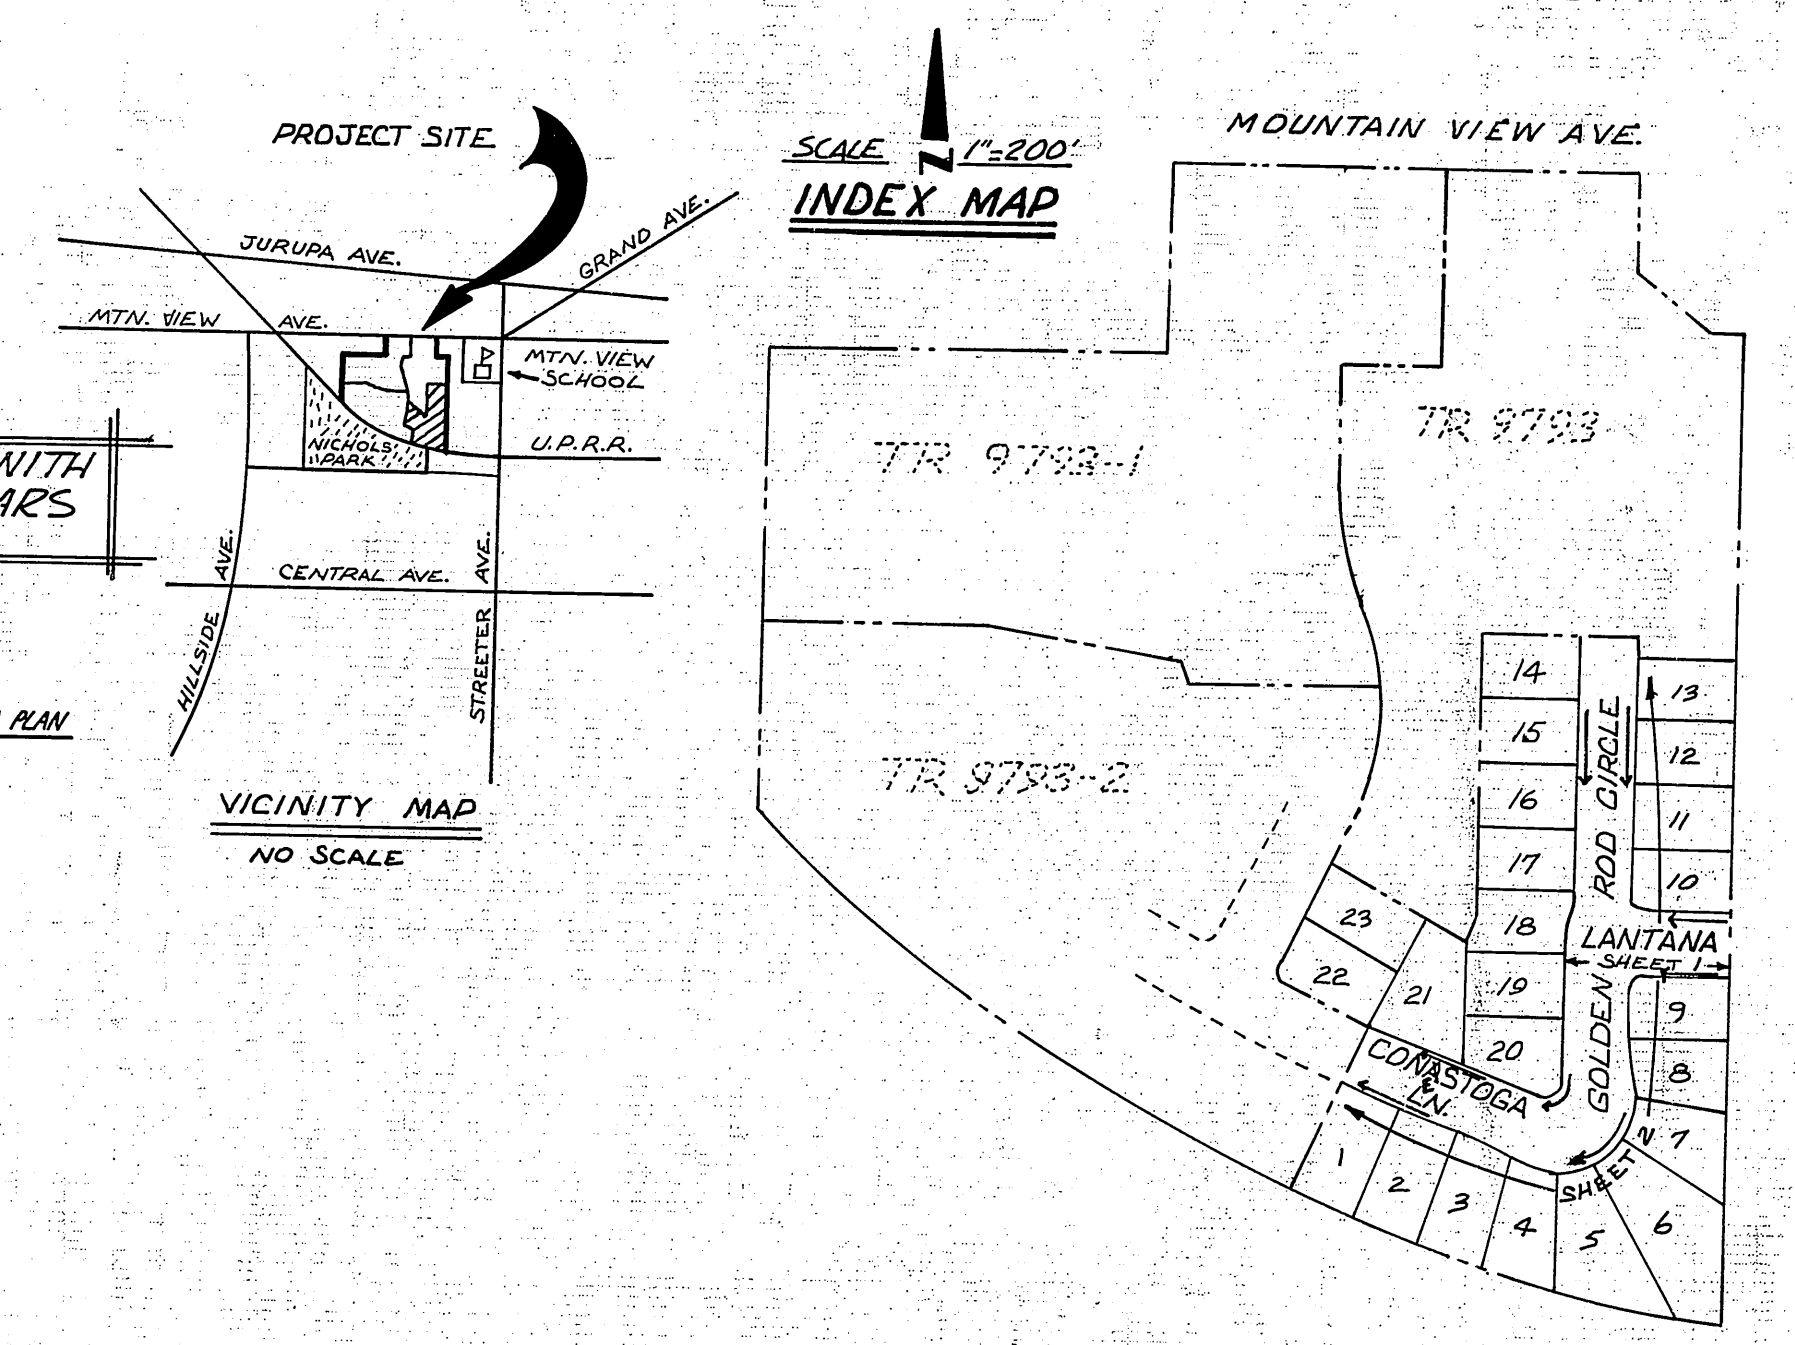 PROJECT SITE
JURUPA AVE.
GRAND AVE.
MTN. VIEW AVE.
MTN. VIEW
SCHOOL
NICHOLS
PARK
U.P.R.R.
CENTRAL AVE.
HILLSIDE AVE.
STREETER AVE.
VICINITY MAP
NO SCALE
NITH
ARS
PLAN
SCALE N 1"=200'
INDEX MAP
MOUNTAIN VIEW AVE.
TR 9793-1
TR 9793
TR 9793-2
14
13
15
12
16
11
17
10
18
19
9
20
8
21
22
23
GOLDEN ROD CIRCLE
LANTANA
SHEET 1
CONASTOGA
&
LN.
SHEET 2
1
2
3
4
5
6
7